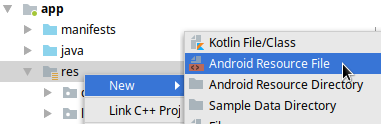 app
manifests
java
res
New
Link C++ Proj
Kotlin File/Class
Android Resource File
Android Resource Directory
Sample Data Directory
File